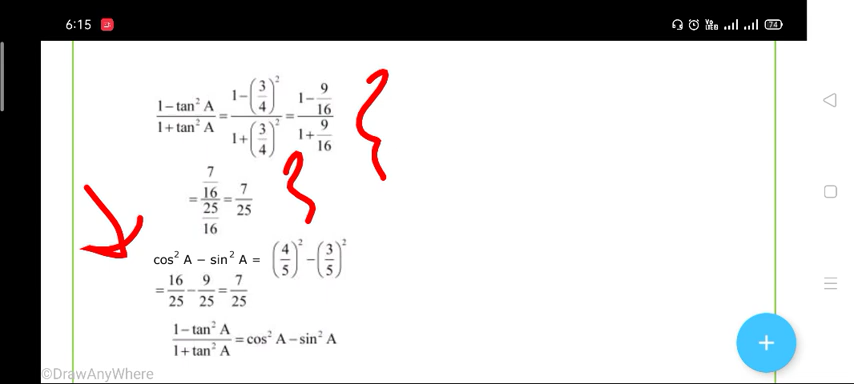 6:15 Vo LTE 74
(1 − tan² A)/(1 + tan² A) = (1 − (3/4)²)/(1 + (3/4)²) = (1 − 9/16)/(1 + 9/16)
= (7/16)/(25/16) = 7/25
cos² A − sin² A = (4/5)² − (3/5)²
= 16/25 − 9/25 = 7/25
(1 − tan² A)/(1 + tan² A) = cos² A − sin² A
©DrawAnyWhere